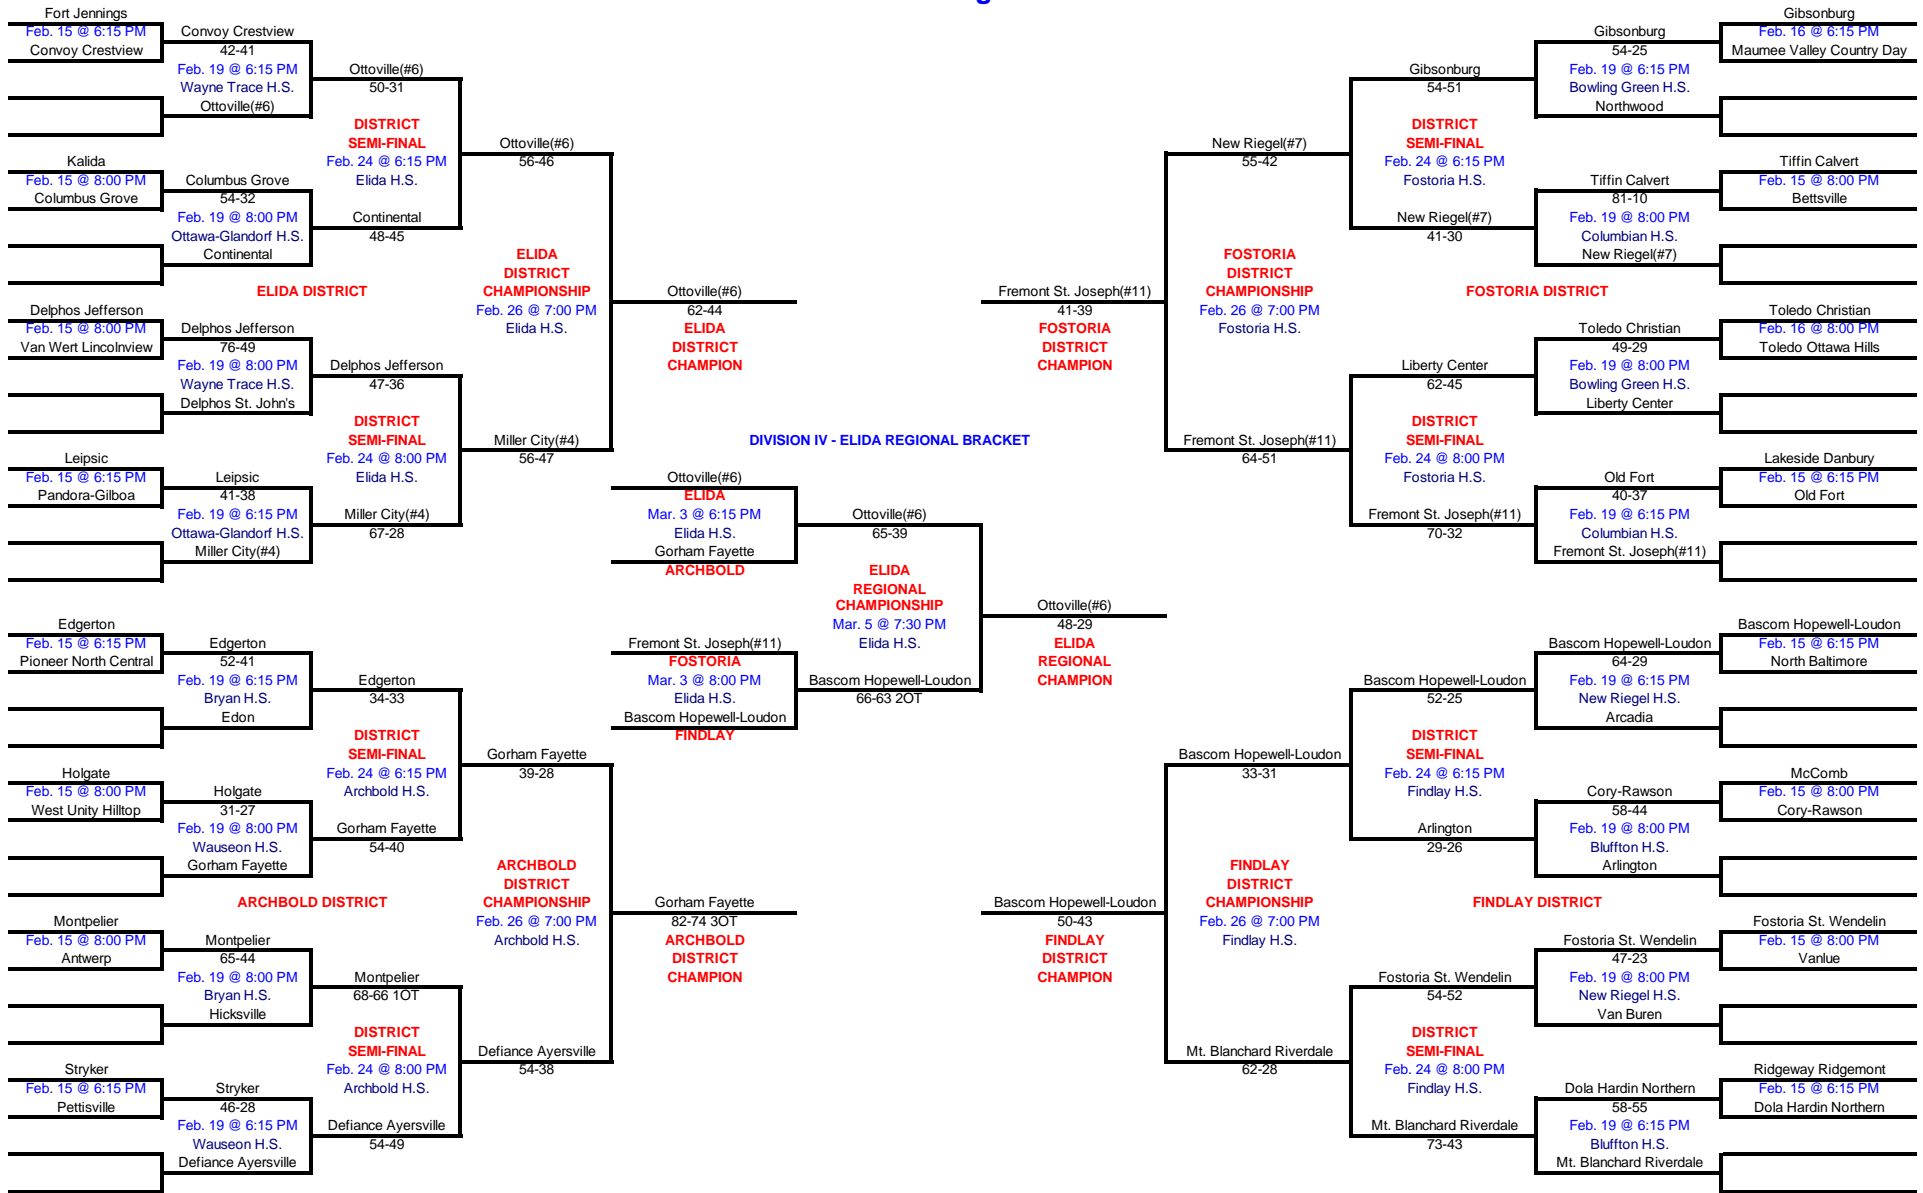 Fort Jennings
Feb. 15 @ 6:15 PM
Convoy Crestview
Convoy Crestview
42-41
Feb. 19 @ 6:15 PM
Wayne Trace H.S.
Ottoville(#6)
Ottoville(#6)
50-31
DISTRICT
SEMI-FINAL
Feb. 24 @ 6:15 PM
Elida H.S.
Kalida
Feb. 15 @ 8:00 PM
Columbus Grove
Columbus Grove
54-32
Feb. 19 @ 8:00 PM
Ottawa-Glandorf H.S.
Continental
Continental
48-45
Ottoville(#6)
56-46
ELIDA
DISTRICT
CHAMPIONSHIP
Feb. 26 @ 7:00 PM
Elida H.S.
ELIDA DISTRICT
Delphos Jefferson
Feb. 15 @ 8:00 PM
Van Wert Lincolnview
Delphos Jefferson
76-49
Feb. 19 @ 8:00 PM
Wayne Trace H.S.
Delphos St. John's
Delphos Jefferson
47-36
DISTRICT
SEMI-FINAL
Feb. 24 @ 8:00 PM
Elida H.S.
Leipsic
Feb. 15 @ 6:15 PM
Pandora-Gilboa
Leipsic
41-38
Feb. 19 @ 6:15 PM
Ottawa-Glandorf H.S.
Miller City(#4)
Miller City(#4)
67-28
Miller City(#4)
56-47
Ottoville(#6)
62-44
ELIDA
DISTRICT
CHAMPION
Edgerton
Feb. 15 @ 6:15 PM
Pioneer North Central
Edgerton
52-41
Feb. 19 @ 6:15 PM
Bryan H.S.
Edon
Edgerton
34-33
DISTRICT
SEMI-FINAL
Feb. 24 @ 6:15 PM
Archbold H.S.
Holgate
Feb. 15 @ 8:00 PM
West Unity Hilltop
Holgate
31-27
Feb. 19 @ 8:00 PM
Wauseon H.S.
Gorham Fayette
Gorham Fayette
54-40
Gorham Fayette
39-28
ARCHBOLD
DISTRICT
CHAMPIONSHIP
Feb. 26 @ 7:00 PM
Archbold H.S.
ARCHBOLD DISTRICT
Montpelier
Feb. 15 @ 8:00 PM
Antwerp
Montpelier
65-44
Feb. 19 @ 8:00 PM
Bryan H.S.
Hicksville
Montpelier
68-66 1OT
DISTRICT
SEMI-FINAL
Feb. 24 @ 8:00 PM
Archbold H.S.
Stryker
Feb. 15 @ 6:15 PM
Pettisville
Stryker
46-28
Feb. 19 @ 6:15 PM
Wauseon H.S.
Defiance Ayersville
Defiance Ayersville
54-49
Defiance Ayersville
54-38
Gorham Fayette
82-74 3OT
ARCHBOLD
DISTRICT
CHAMPION
DIVISION IV - ELIDA REGIONAL BRACKET
Ottoville(#6)
ELIDA
Mar. 3 @ 6:15 PM
Elida H.S.
Gorham Fayette
ARCHBOLD
Ottoville(#6)
65-39
ELIDA
REGIONAL
CHAMPIONSHIP
Mar. 5 @ 7:30 PM
Elida H.S.
Fremont St. Joseph(#11)
FOSTORIA
Mar. 3 @ 8:00 PM
Elida H.S.
Bascom Hopewell-Loudon
FINDLAY
Bascom Hopewell-Loudon
66-63 2OT
Ottoville(#6)
48-29
ELIDA
REGIONAL
CHAMPION
Fremont St. Joseph(#11)
41-39
FOSTORIA
DISTRICT
CHAMPION
New Riegel(#7)
55-42
FOSTORIA
DISTRICT
CHAMPIONSHIP
Feb. 26 @ 7:00 PM
Fostoria H.S.
Fremont St. Joseph(#11)
64-51
Gibsonburg
54-51
DISTRICT
SEMI-FINAL
Feb. 24 @ 6:15 PM
Fostoria H.S.
New Riegel(#7)
41-30
Gibsonburg
54-25
Feb. 19 @ 6:15 PM
Bowling Green H.S.
Northwood
Gibsonburg
Feb. 16 @ 6:15 PM
Maumee Valley Country Day
Tiffin Calvert
81-10
Feb. 19 @ 8:00 PM
Columbian H.S.
New Riegel(#7)
Tiffin Calvert
Feb. 15 @ 8:00 PM
Bettsville
FOSTORIA DISTRICT
Liberty Center
62-45
DISTRICT
SEMI-FINAL
Feb. 24 @ 8:00 PM
Fostoria H.S.
Fremont St. Joseph(#11)
70-32
Toledo Christian
49-29
Feb. 19 @ 8:00 PM
Bowling Green H.S.
Liberty Center
Toledo Christian
Feb. 16 @ 8:00 PM
Toledo Ottawa Hills
Old Fort
40-37
Feb. 19 @ 6:15 PM
Columbian H.S.
Fremont St. Joseph(#11)
Lakeside Danbury
Feb. 15 @ 6:15 PM
Old Fort
Bascom Hopewell-Loudon
50-43
FINDLAY
DISTRICT
CHAMPION
Bascom Hopewell-Loudon
33-31
FINDLAY
DISTRICT
CHAMPIONSHIP
Feb. 26 @ 7:00 PM
Findlay H.S.
Mt. Blanchard Riverdale
62-28
Bascom Hopewell-Loudon
52-25
DISTRICT
SEMI-FINAL
Feb. 24 @ 6:15 PM
Findlay H.S.
Arlington
29-26
Bascom Hopewell-Loudon
64-29
Feb. 19 @ 6:15 PM
New Riegel H.S.
Arcadia
Bascom Hopewell-Loudon
Feb. 15 @ 6:15 PM
North Baltimore
Cory-Rawson
58-44
Feb. 19 @ 8:00 PM
Bluffton H.S.
Arlington
McComb
Feb. 15 @ 8:00 PM
Cory-Rawson
FINDLAY DISTRICT
Fostoria St. Wendelin
54-52
DISTRICT
SEMI-FINAL
Feb. 24 @ 8:00 PM
Findlay H.S.
Mt. Blanchard Riverdale
73-43
Fostoria St. Wendelin
47-23
Feb. 19 @ 8:00 PM
New Riegel H.S.
Van Buren
Fostoria St. Wendelin
Feb. 15 @ 8:00 PM
Vanlue
Dola Hardin Northern
58-55
Feb. 19 @ 6:15 PM
Bluffton H.S.
Mt. Blanchard Riverdale
Ridgeway Ridgemont
Feb. 15 @ 6:15 PM
Dola Hardin Northern